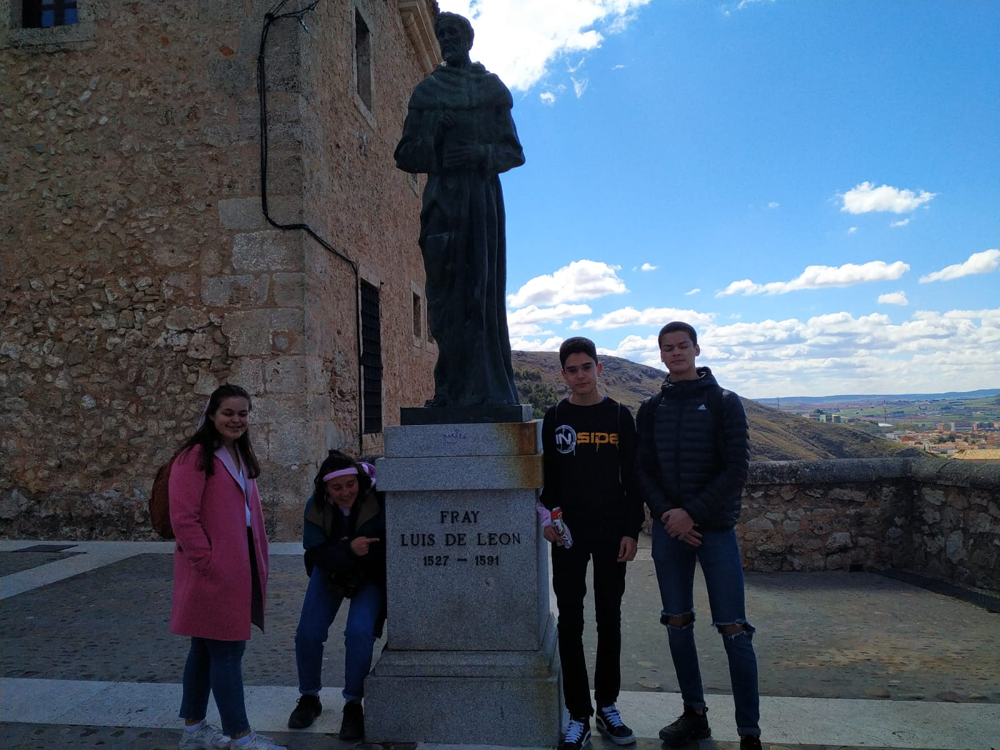 FRAY
LUIS DE LEON
1527 — 1591
INSIDE